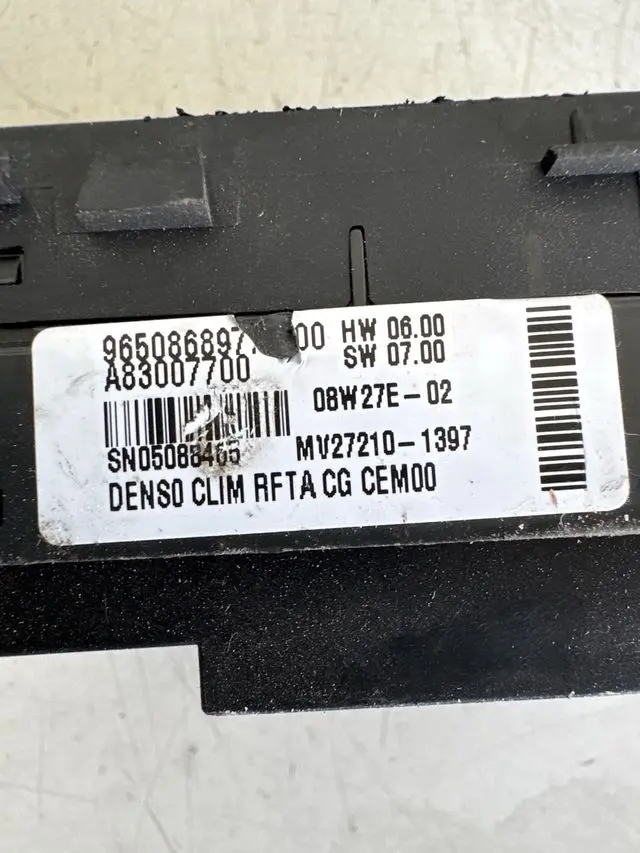 HW 06.00
A83007700 SW 07.00
08W27E-02
MV27210-1397
DENSO CLIM RFTA CG CEM00